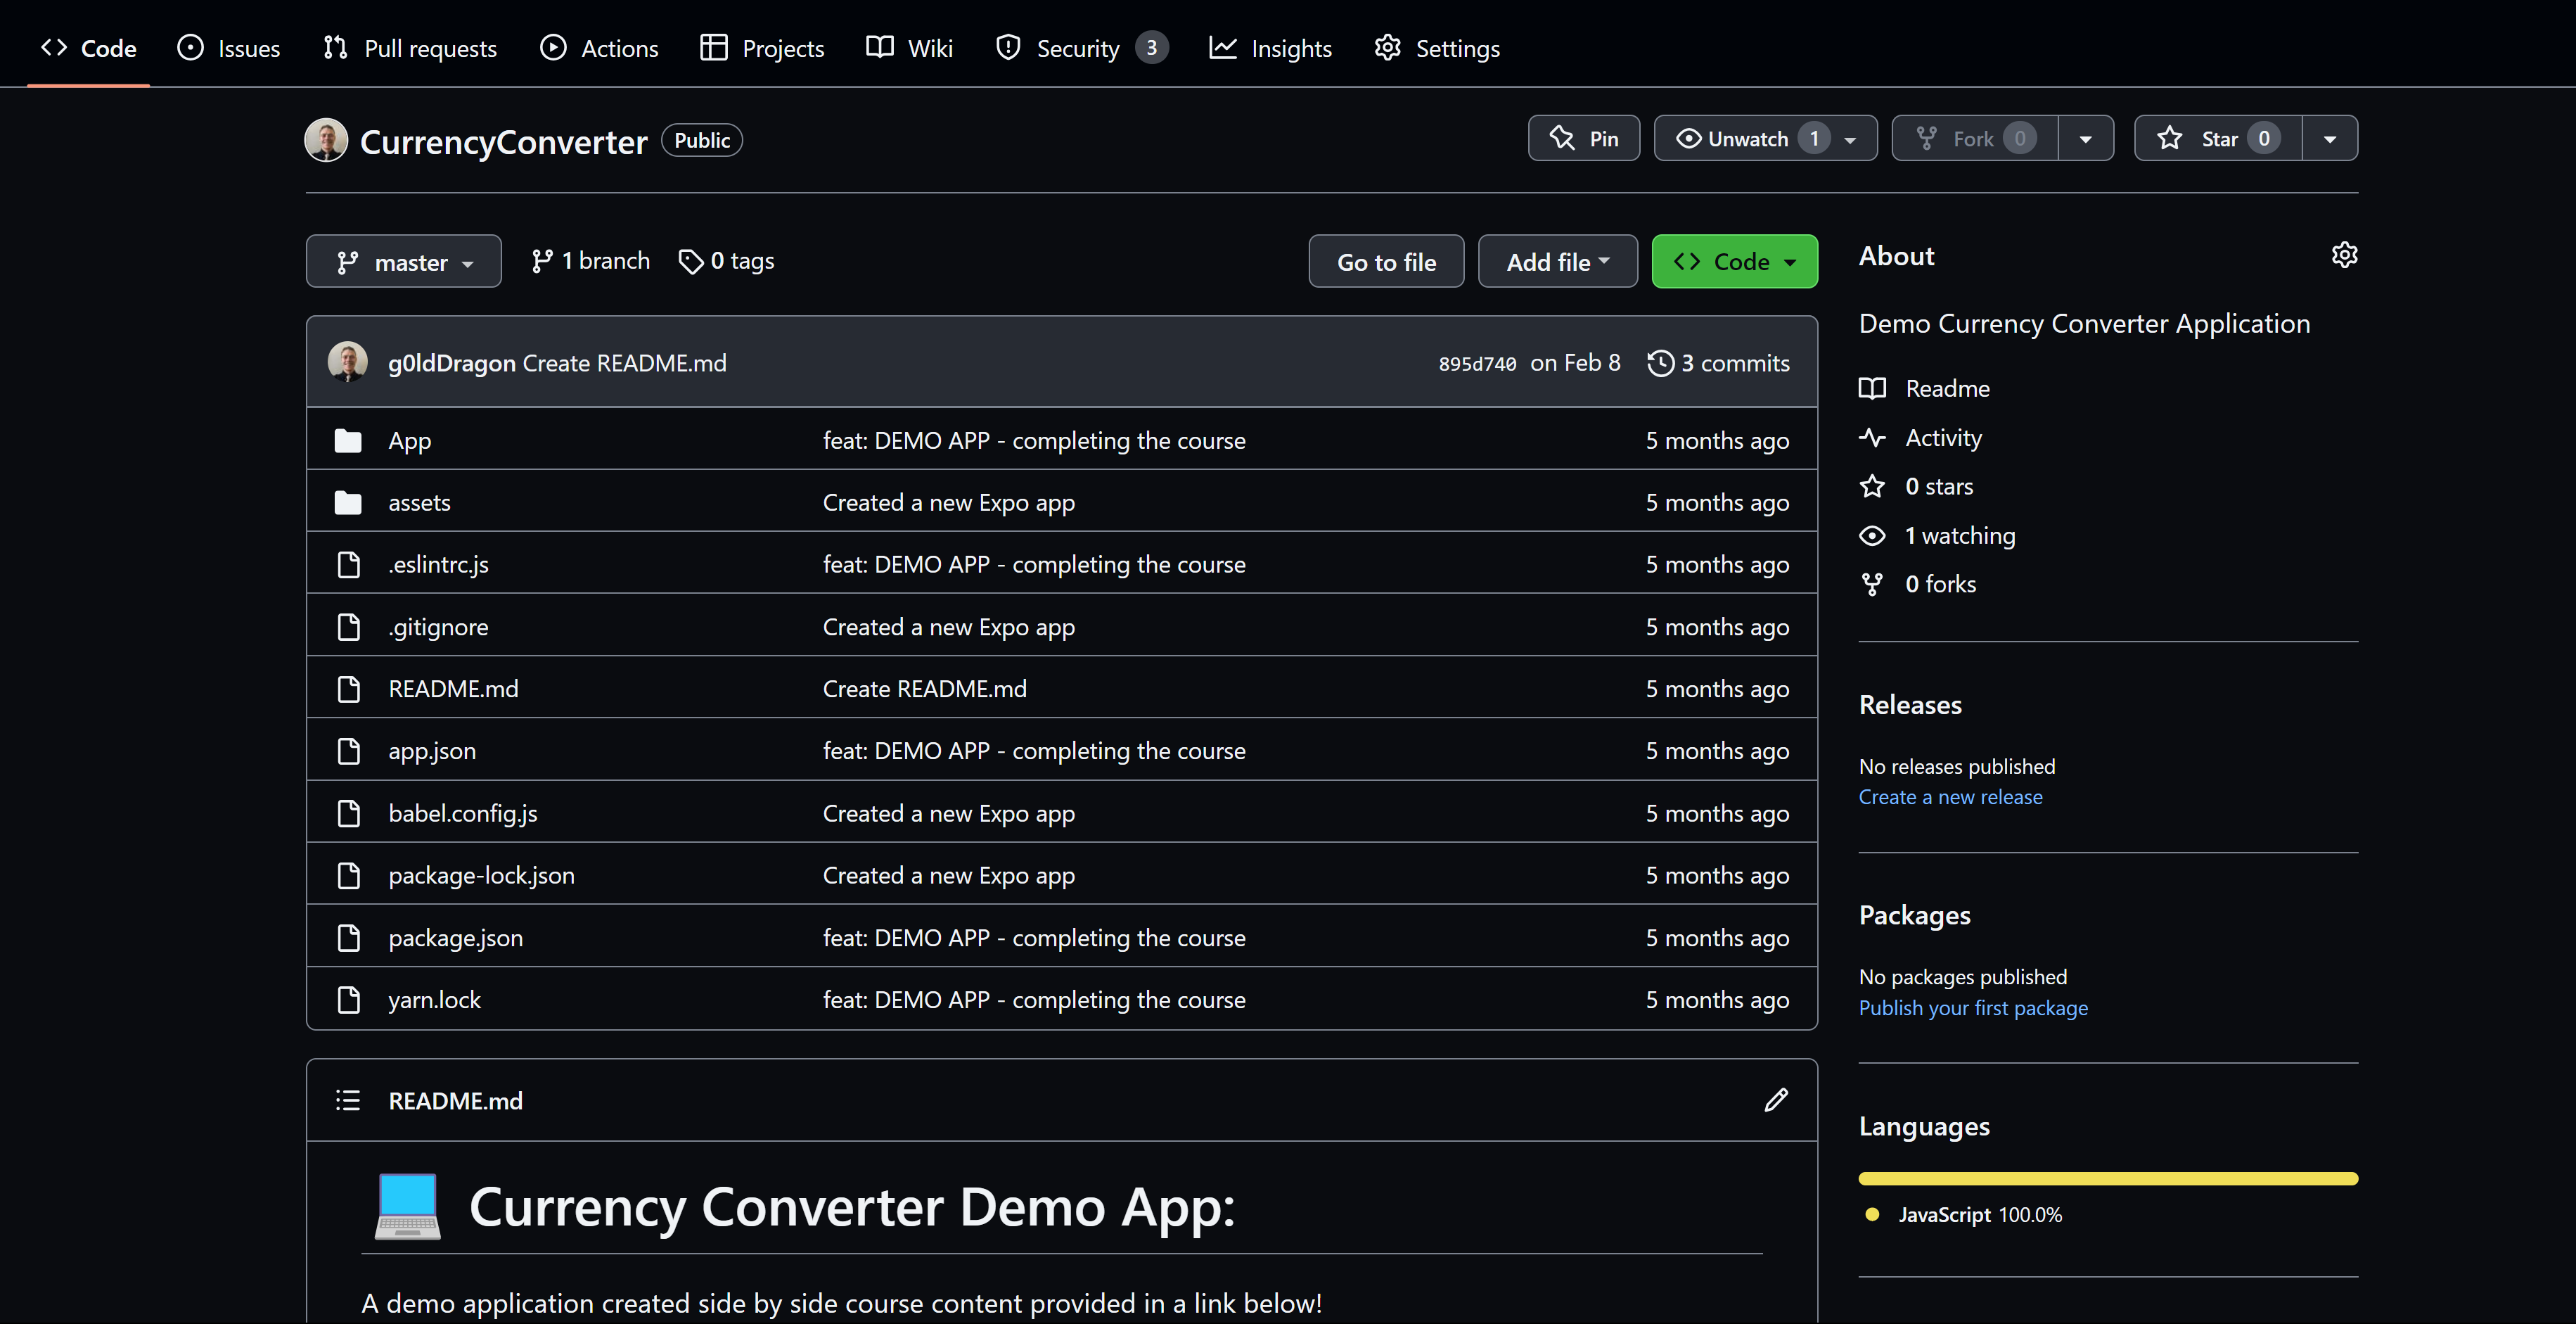 Code Issues Pull requests Actions Projects Wiki Security 3 Insights Settings
CurrencyConverter Public
Pin Unwatch 1 Fork 0 Star 0
master 1 branch 0 tags
Go to file Add file Code
g0ldDragon Create README.md 895d740 on Feb 8 3 commits
App feat: DEMO APP - completing the course 5 months ago
assets Created a new Expo app 5 months ago
.eslintrc.js feat: DEMO APP - completing the course 5 months ago
.gitignore Created a new Expo app 5 months ago
README.md Create README.md 5 months ago
app.json feat: DEMO APP - completing the course 5 months ago
babel.config.js Created a new Expo app 5 months ago
package-lock.json Created a new Expo app 5 months ago
package.json feat: DEMO APP - completing the course 5 months ago
yarn.lock feat: DEMO APP - completing the course 5 months ago
README.md
Currency Converter Demo App:
A demo application created side by side course content provided in a link below!
About
Demo Currency Converter Application
Readme
Activity
0 stars
1 watching
0 forks
Releases
No releases published
Create a new release
Packages
No packages published
Publish your first package
Languages
JavaScript 100.0%